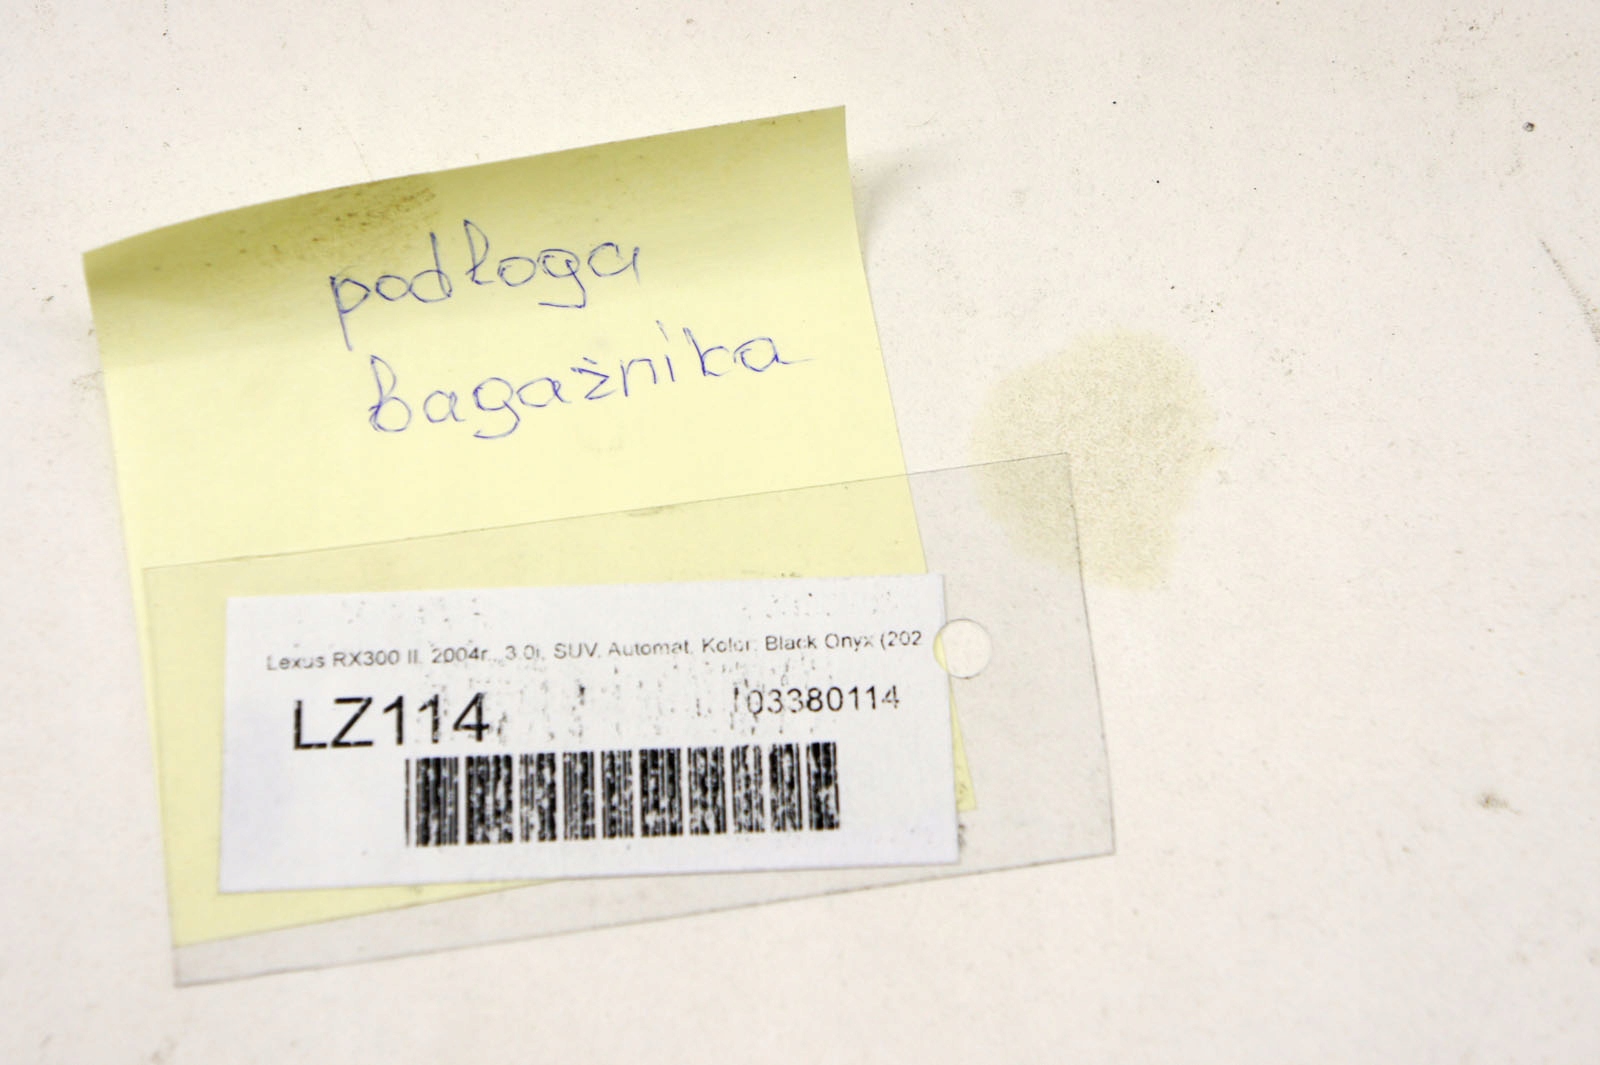 podłoga
bagażnika
Lexus RX300 II, 2004r., 3.0i, SUV, Automat, Kolor: Black Onyx (202
LZ114
03380114